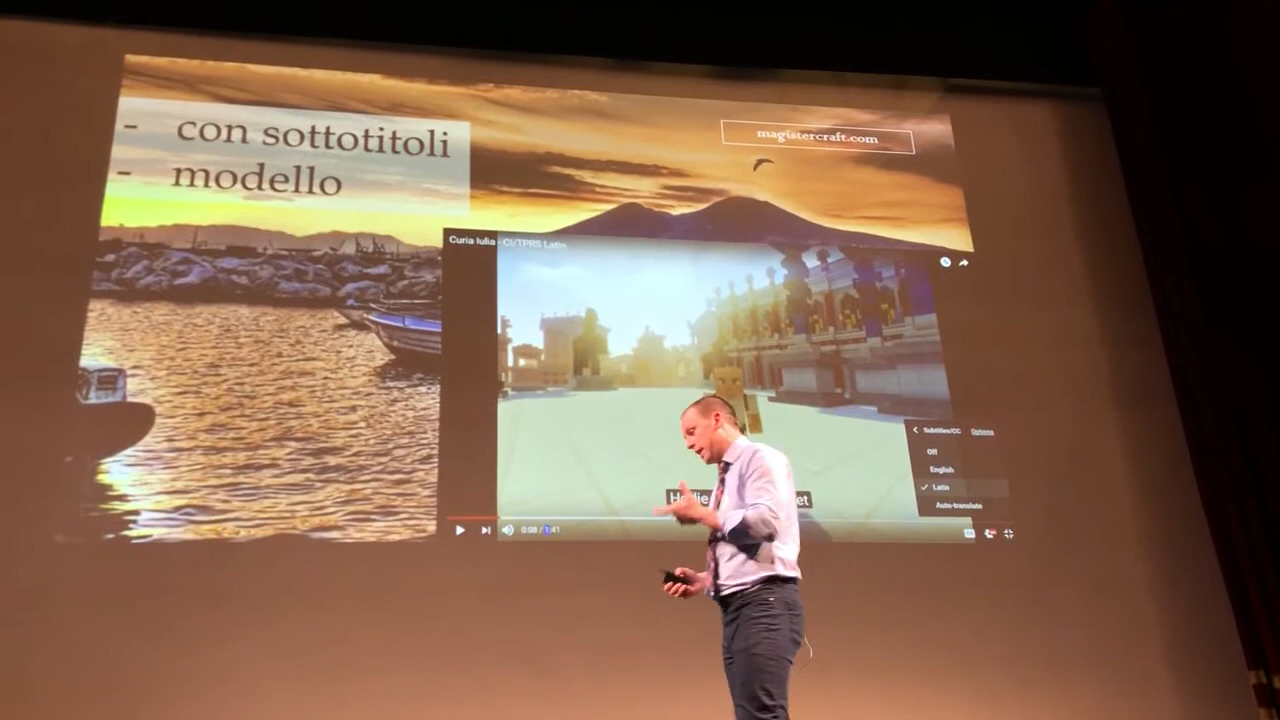 - con sottotitoli
- modello
magistercraft.com
Curia Iulia - CI/TPRS Latin
Subtitles/CC Options
Off
English
✓ Latin
Auto-translate
0:08 / 1:41